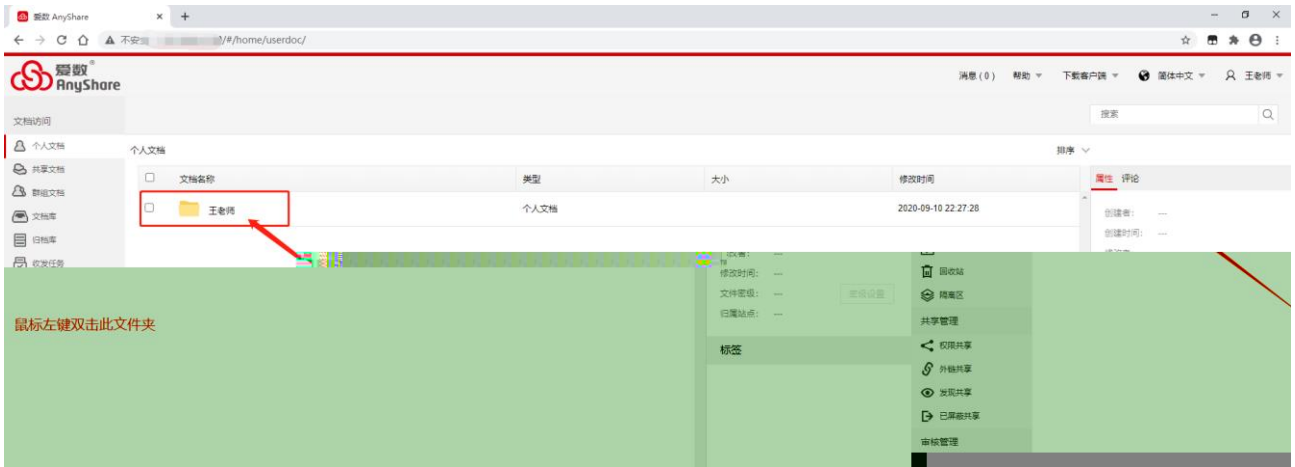 爱数 AnyShare
/#/home/userdoc/
爱数®
AnyShare
消息(0) 帮助 下载客户端 简体中文 王老师
文档访问
搜索
个人文档
个人文档
排序
共享文档
文档名称 类型 大小 修改时间
属性 评论
群组文档
王老师 个人文档 2020-09-10 22:27:28
文档库
创建者: ---
归档库
创建时间: ---
收发任务
修改时间: ---
回收站
文件密级: ---
隔离区
归属站点: ---
鼠标左键双击此文件夹
共享管理
标签
权限共享
外链共享
发现共享
已屏蔽共享
审核管理